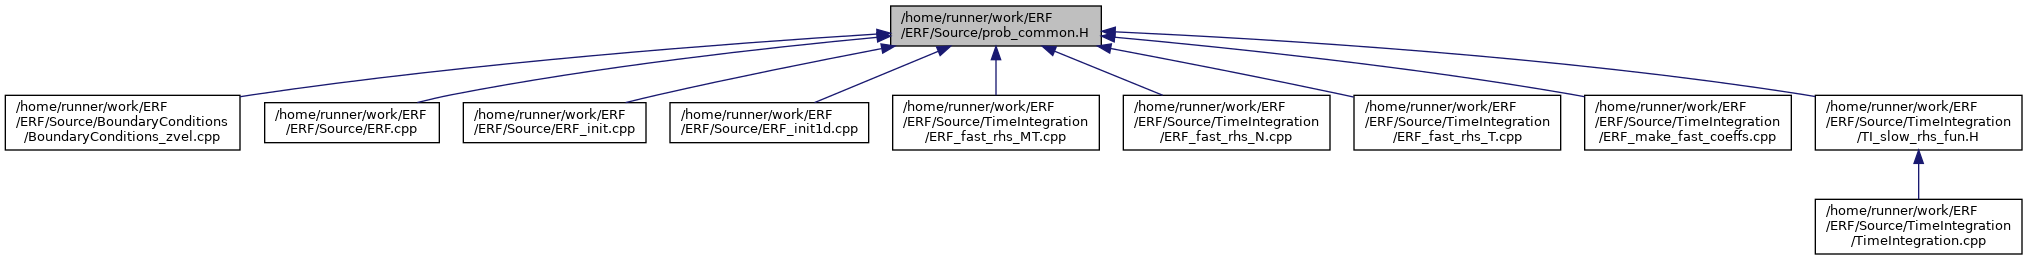 /home/runner/work/ERF
/ERF/Source/prob_common.H
/home/runner/work/ERF
/ERF/Source/BoundaryConditions
/BoundaryConditions_zvel.cpp
/home/runner/work/ERF
/ERF/Source/ERF.cpp
/home/runner/work/ERF
/ERF/Source/ERF_init.cpp
/home/runner/work/ERF
/ERF/Source/ERF_init1d.cpp
/home/runner/work/ERF
/ERF/Source/TimeIntegration
/ERF_fast_rhs_MT.cpp
/home/runner/work/ERF
/ERF/Source/TimeIntegration
/ERF_fast_rhs_N.cpp
/home/runner/work/ERF
/ERF/Source/TimeIntegration
/ERF_fast_rhs_T.cpp
/home/runner/work/ERF
/ERF/Source/TimeIntegration
/ERF_make_fast_coeffs.cpp
/home/runner/work/ERF
/ERF/Source/TimeIntegration
/TI_slow_rhs_fun.H
/home/runner/work/ERF
/ERF/Source/TimeIntegration
/TimeIntegration.cpp